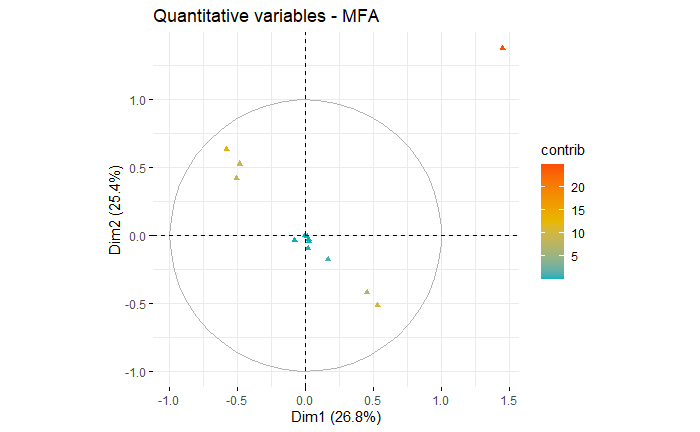 Quantitative variables - MFA
1.0
0.5
0.0
-0.5
-1.0
Dim2 (25.4%)
-1.0 -0.5 0.0 0.5 1.0 1.5
Dim1 (26.8%)
contrib
20
15
10
5